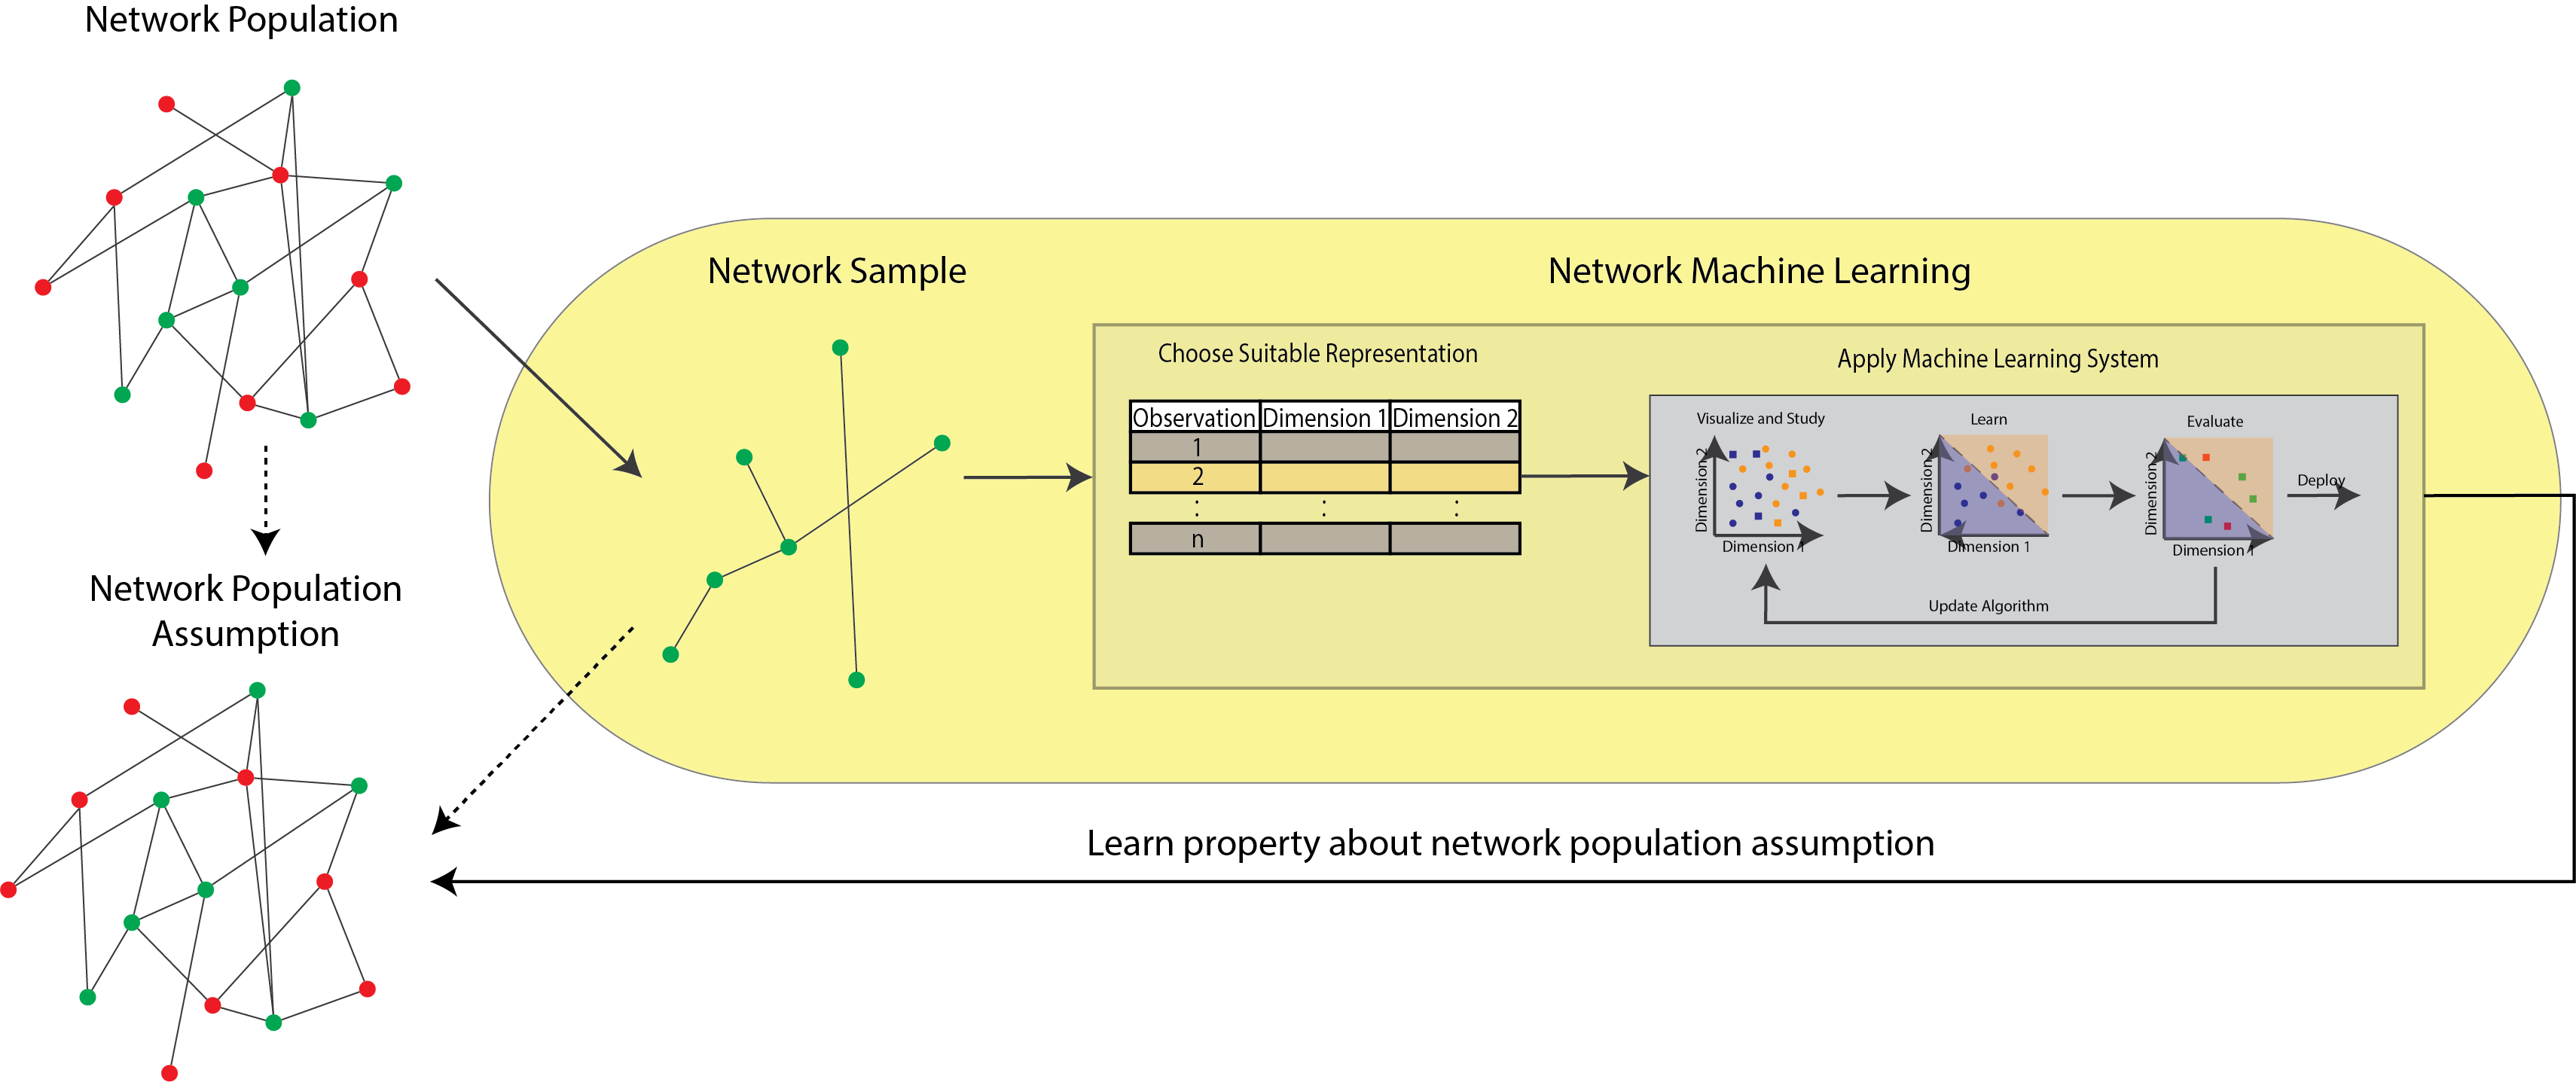 Network Population
Network Population
Assumption
Network Sample
Network Machine Learning
Choose Suitable Representation
Observation Dimension 1 Dimension 2
1
2
: : :
n
Apply Machine Learning System
Visualize and Study
Dimension 2
Dimension 1
Learn
Dimension 2
Dimension 1
Evaluate
Dimension 2
Dimension 1
Deploy
Update Algorithm
Learn property about network population assumption